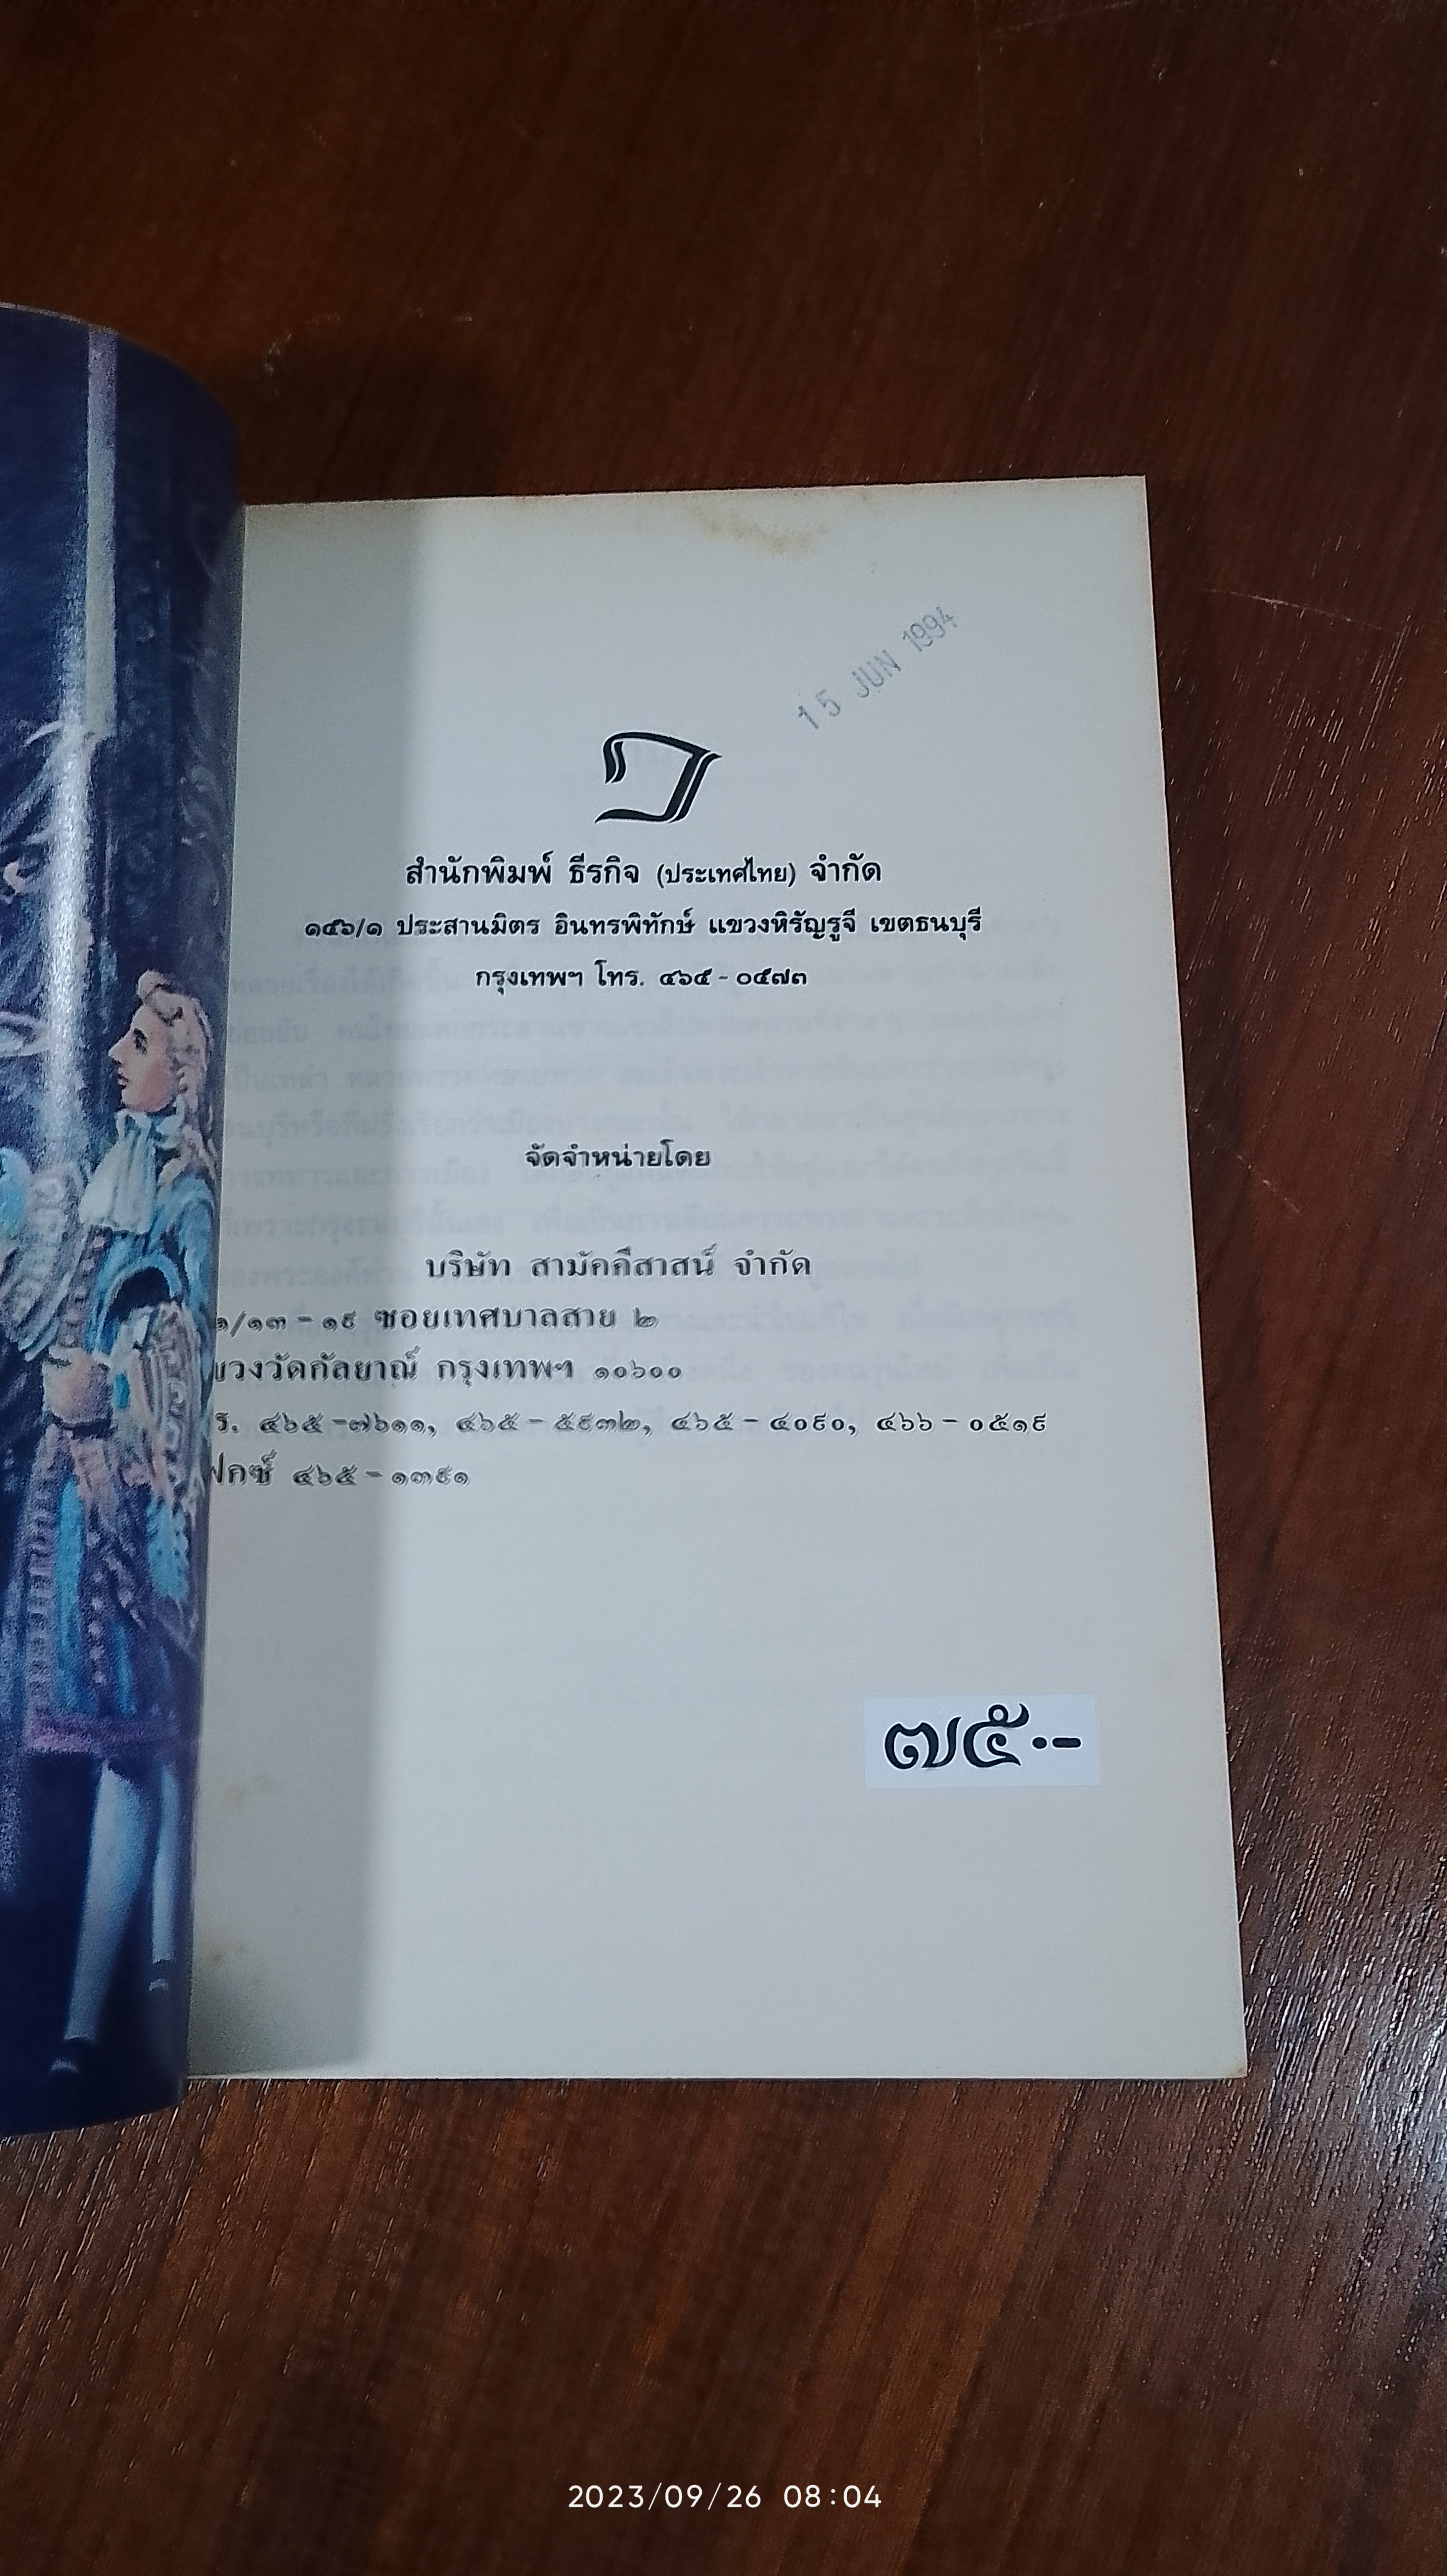 15 JUN 1994
สำนักพิมพ์ ธีรกิจ (ประเทศไทย) จำกัด
๑๕๖/๑ ประสานมิตร อินทรพิทักษ์ แขวงหิรัญรูจี เขตธนบุรี
กรุงเทพฯ โทร. ๔๖๕-๐๕๗๓
จัดจำหน่ายโดย
บริษัท สามัคคีสาสน์ จำกัด
๑/๑๓-๑๙ ซอยเทศบาลสาย ๒
แขวงวัดกัลยาณ์ กรุงเทพฯ ๑๐๖๐๐
ร. ๔๖๕-๗๖๑๑, ๔๖๕-๕๙๓๒, ๔๖๕-๔๐๙๐, ๔๖๖-๐๕๑๙
ฟกซ์ ๔๖๕-๑๓๙๑
๗๕.-
2023/09/26 08:04